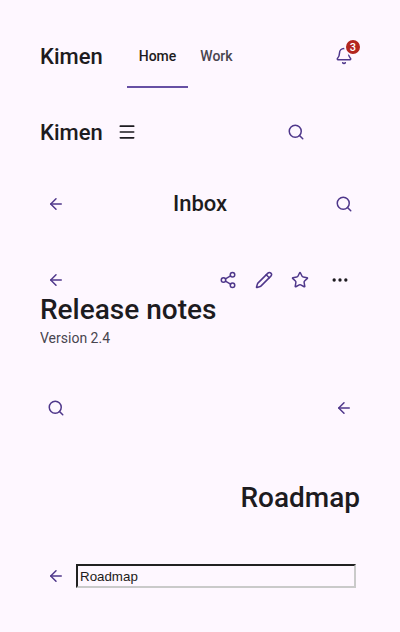 Kimen Home Work 3
Kimen
Inbox
Release notes
Version 2.4
Roadmap
Roadmap